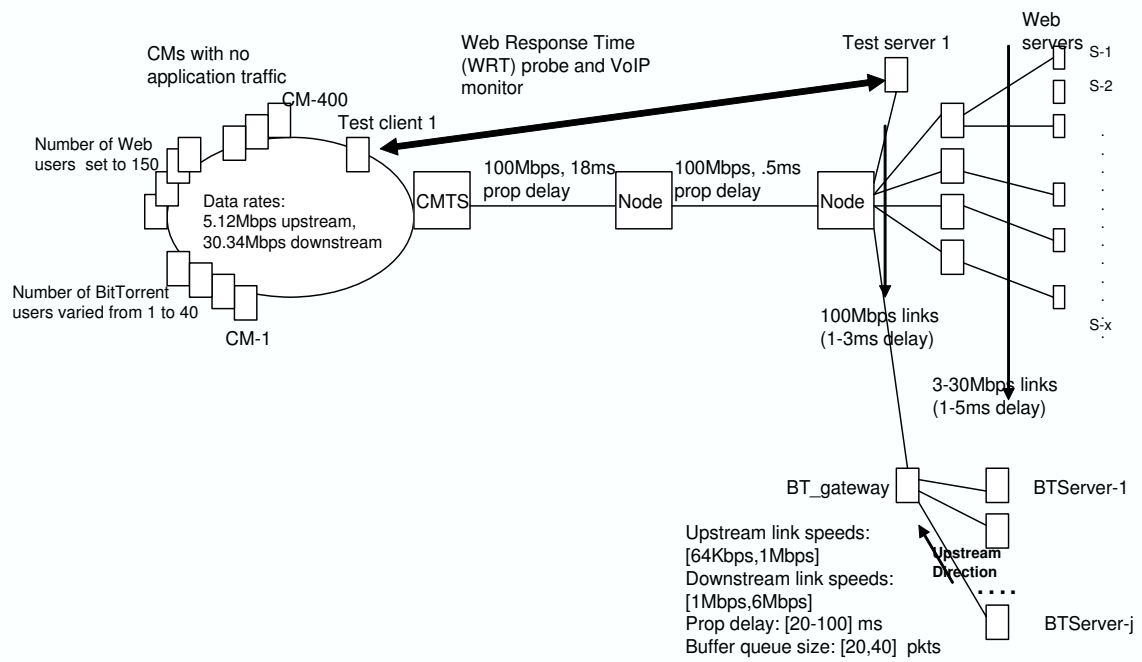 Web
servers
S-1
S-2
S-x
Test server 1
Web Response Time
(WRT) probe and VoIP
monitor
CMs with no
application traffic
CM-400
Test client 1
Number of Web
users set to 150
Data rates:
5.12Mbps upstream,
30.34Mbps downstream
CMTS
100Mbps, 18ms
prop delay
Node
100Mbps, .5ms
prop delay
Node
Number of BitTorrent
users varied from 1 to 40
CM-1
100Mbps links
(1-3ms delay)
3-30Mbps links
(1-5ms delay)
BT_gateway
BTServer-1
Upstream link speeds:
[64Kbps,1Mbps]
Downstream link speeds:
[1Mbps,6Mbps]
Prop delay: [20-100] ms
Buffer queue size: [20,40] pkts
Upstream
Direction
....
BTServer-j